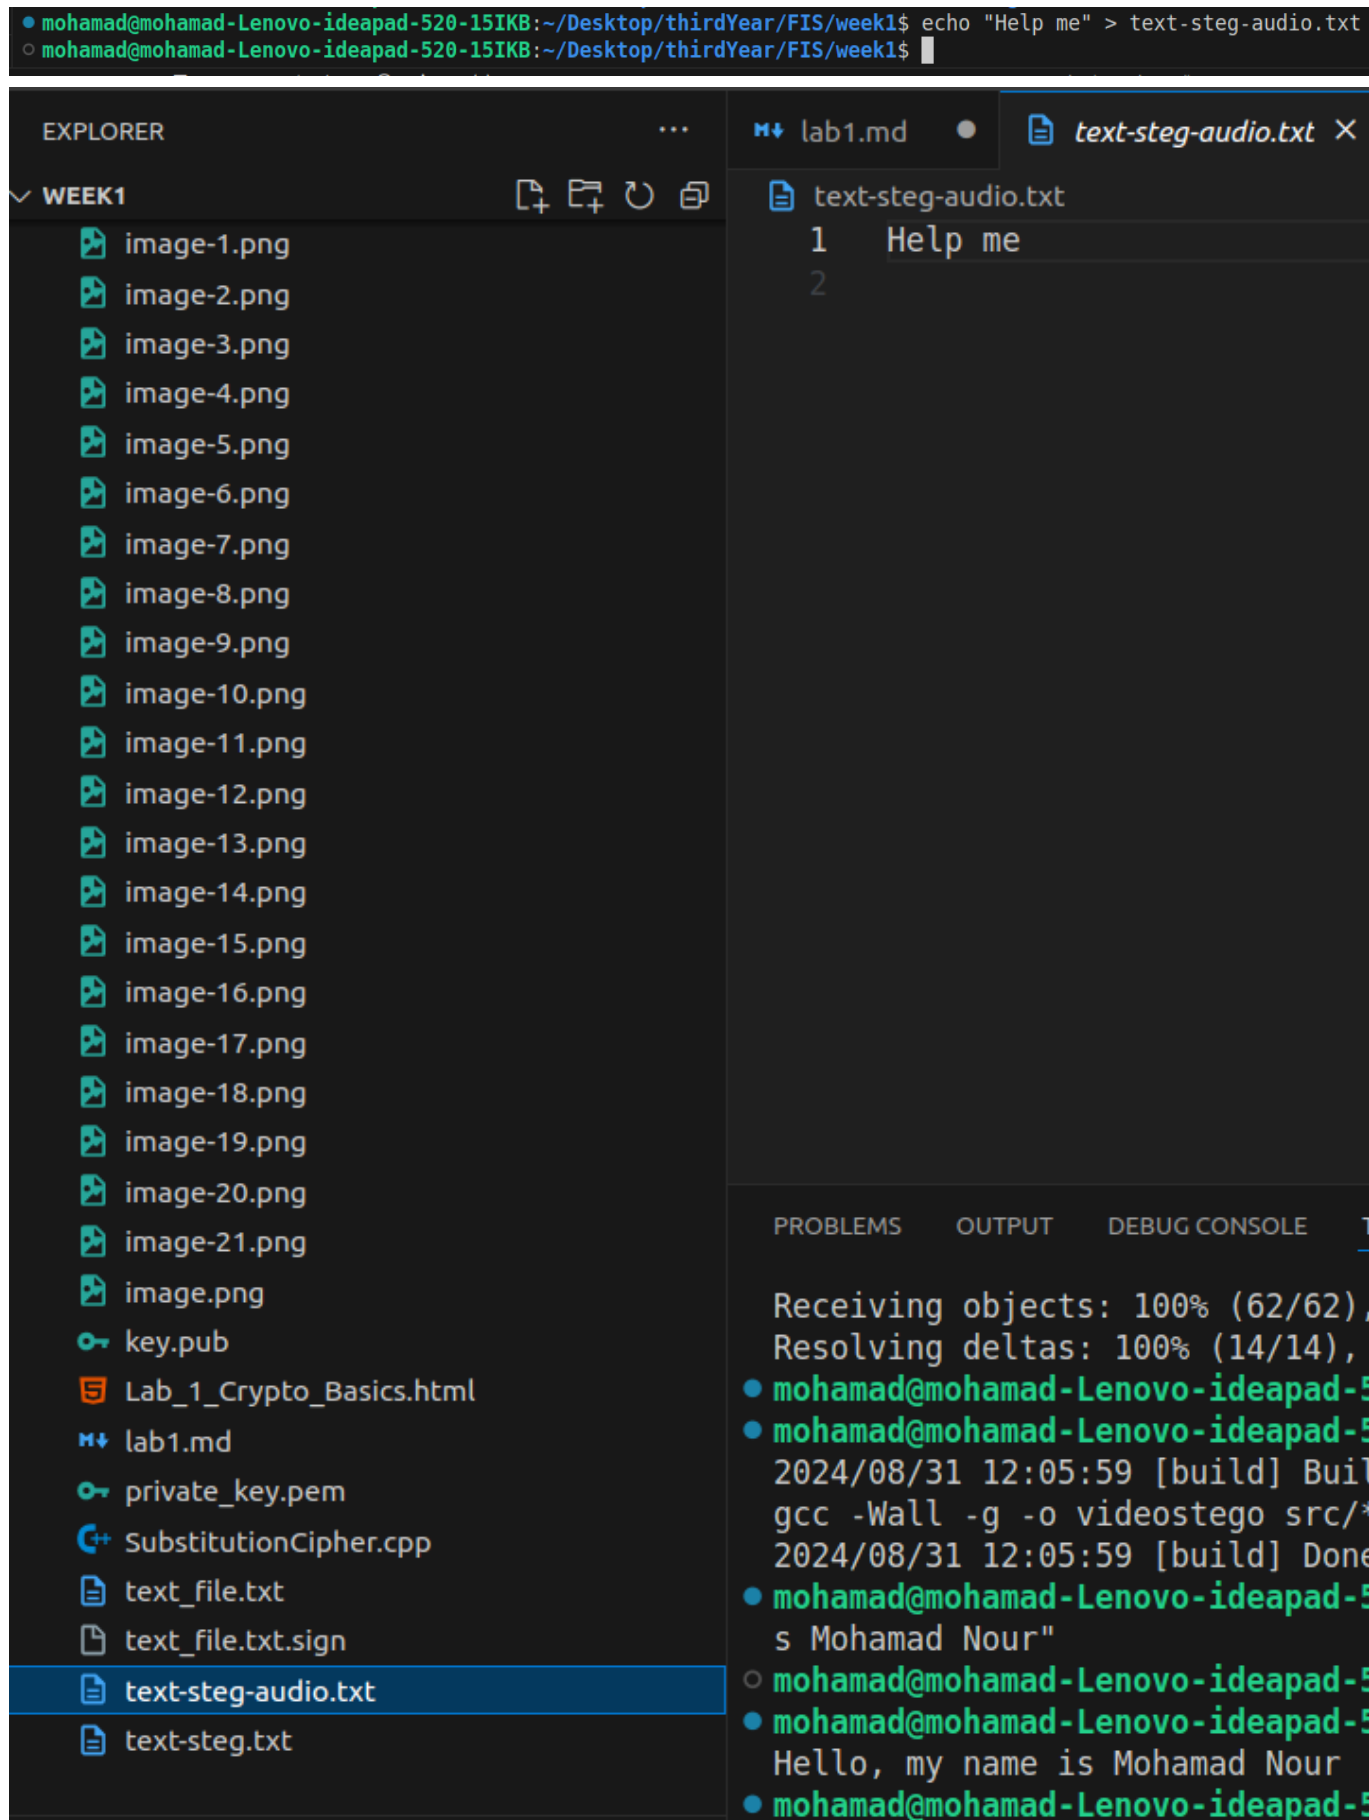 mohamad@mohamad-Lenovo-ideapad-520-15IKB:~/Desktop/thirdYear/FIS/week1$ echo "Help me" > text-steg-audio.txt
mohamad@mohamad-Lenovo-ideapad-520-15IKB:~/Desktop/thirdYear/FIS/week1$
EXPLORER
WEEK1
image-1.png
image-2.png
image-3.png
image-4.png
image-5.png
image-6.png
image-7.png
image-8.png
image-9.png
image-10.png
image-11.png
image-12.png
image-13.png
image-14.png
image-15.png
image-16.png
image-17.png
image-18.png
image-19.png
image-20.png
image-21.png
image.png
key.pub
Lab_1_Crypto_Basics.html
lab1.md
private_key.pem
SubstitutionCipher.cpp
text_file.txt
text_file.txt.sign
text-steg-audio.txt
text-steg.txt
lab1.md
text-steg-audio.txt
text-steg-audio.txt
1 Help me
2
PROBLEMS OUTPUT DEBUG CONSOLE
Receiving objects: 100% (62/62),
Resolving deltas: 100% (14/14),
mohamad@mohamad-Lenovo-ideapad-5
mohamad@mohamad-Lenovo-ideapad-5
2024/08/31 12:05:59 [build] Buil
gcc -Wall -g -o videostego src/*
2024/08/31 12:05:59 [build] Done
mohamad@mohamad-Lenovo-ideapad-5
s Mohamad Nour"
mohamad@mohamad-Lenovo-ideapad-5
mohamad@mohamad-Lenovo-ideapad-5
Hello, my name is Mohamad Nour
mohamad@mohamad-Lenovo-ideapad-5